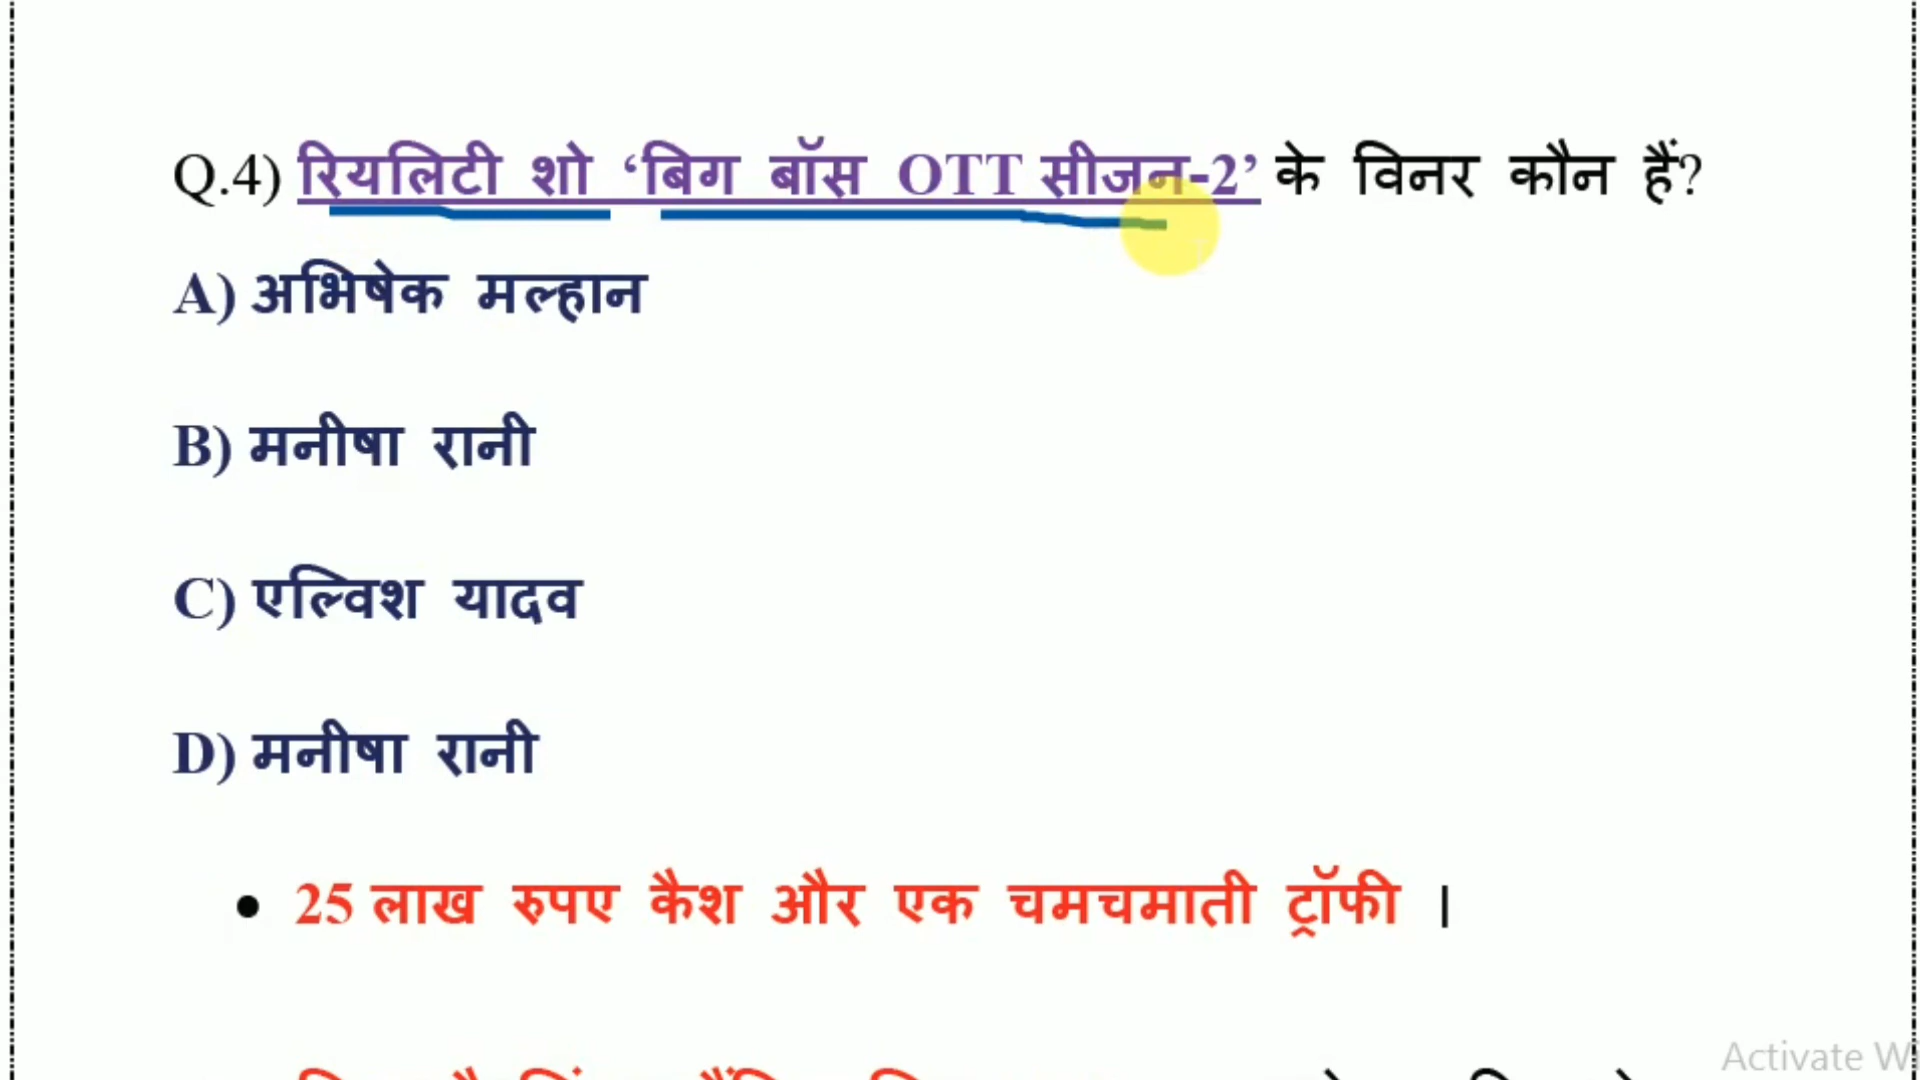 Q.4) रियलिटी शो ‘बिग बॉस OTT सीजन-2’ के विनर कौन हैं?
A) अभिषेक मल्हान
B) मनीषा रानी
C) एल्विश यादव
D) मनीषा रानी
• 25 लाख रुपए कैश और एक चमचमाती ट्रॉफी ।
Activate W